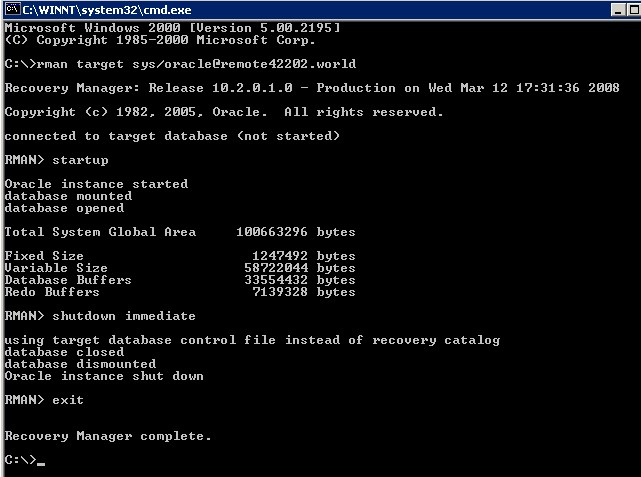 C:\WINNT\system32\cmd.exe
Microsoft Windows 2000 [Version 5.00.2195]
(C) Copyright 1985-2000 Microsoft Corp.
C:\>rman target sys/oracle@remote42202.world
Recovery Manager: Release 10.2.0.1.0 - Production on Wed Mar 12 17:31:36 2008
Copyright (c) 1982, 2005, Oracle.  All rights reserved.
connected to target database (not started)
RMAN> startup
Oracle instance started
database mounted
database opened
Total System Global Area     100663296 bytes
Fixed Size                     1247492 bytes
Variable Size                 58722044 bytes
Database Buffers              33554432 bytes
Redo Buffers                   7139328 bytes
RMAN> shutdown immediate
using target database control file instead of recovery catalog
database closed
database dismounted
Oracle instance shut down
RMAN> exit
Recovery Manager complete.
C:\>_